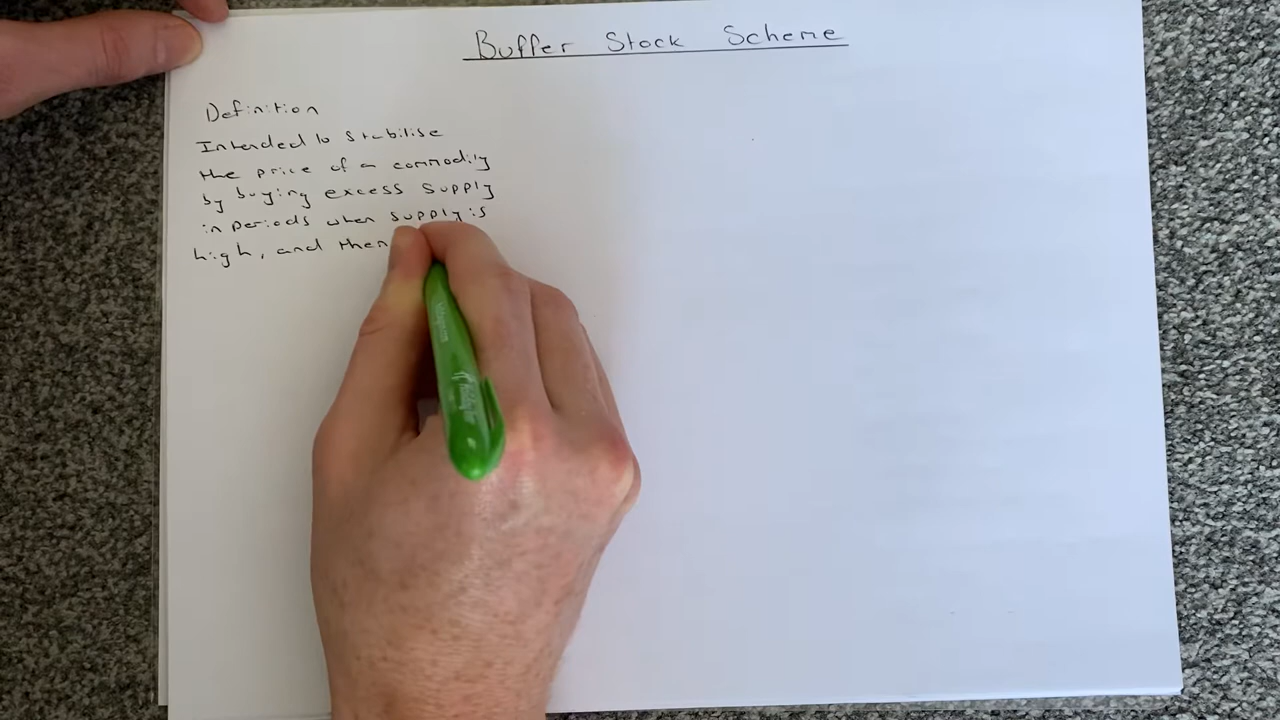 Buffer Stock Scheme
Definition
Intended to stabilise
the price of a commodity
by buying excess supply
in periods when supply is
high, and then